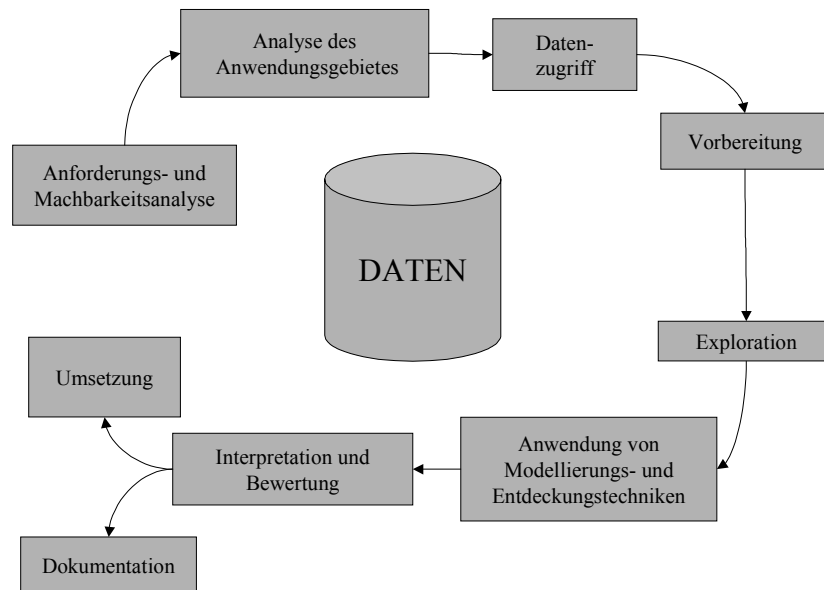 Analyse des
Anwendungsgebietes
Daten-
zugriff
Vorbereitung
Anforderungs- und
Machbarkeitsanalyse
DATEN
Exploration
Umsetzung
Anwendung von
Modellierungs- und
Entdeckungstechniken
Interpretation und
Bewertung
Dokumentation